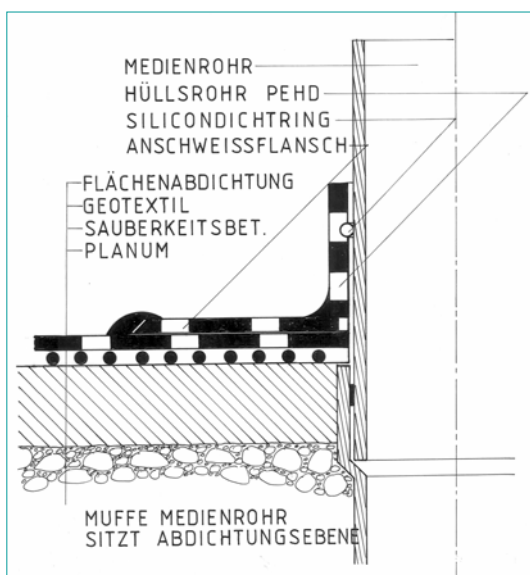 MEDIENROHR
HÜLLSROHR PEHD
SILICONDICHTRING
ANSCHWEISSFLANSCH
FLÄCHENABDICHTUNG
GEOTEXTIL
SAUBERKEITSBET.
PLANUM
MUFFE MEDIENROHR
SITZT ABDICHTUNGSEBENE